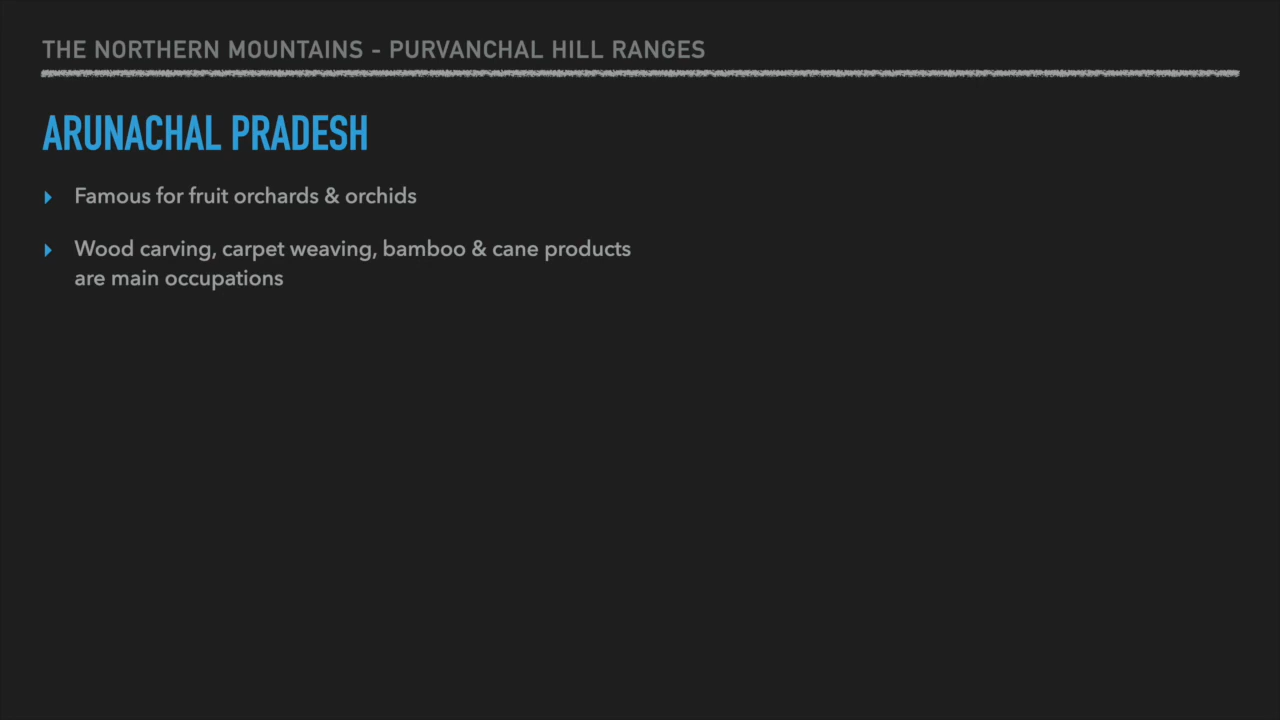 THE NORTHERN MOUNTAINS - PURVANCHAL HILL RANGES
ARUNACHAL PRADESH
Famous for fruit orchards & orchids
Wood carving, carpet weaving, bamboo & cane products
are main occupations